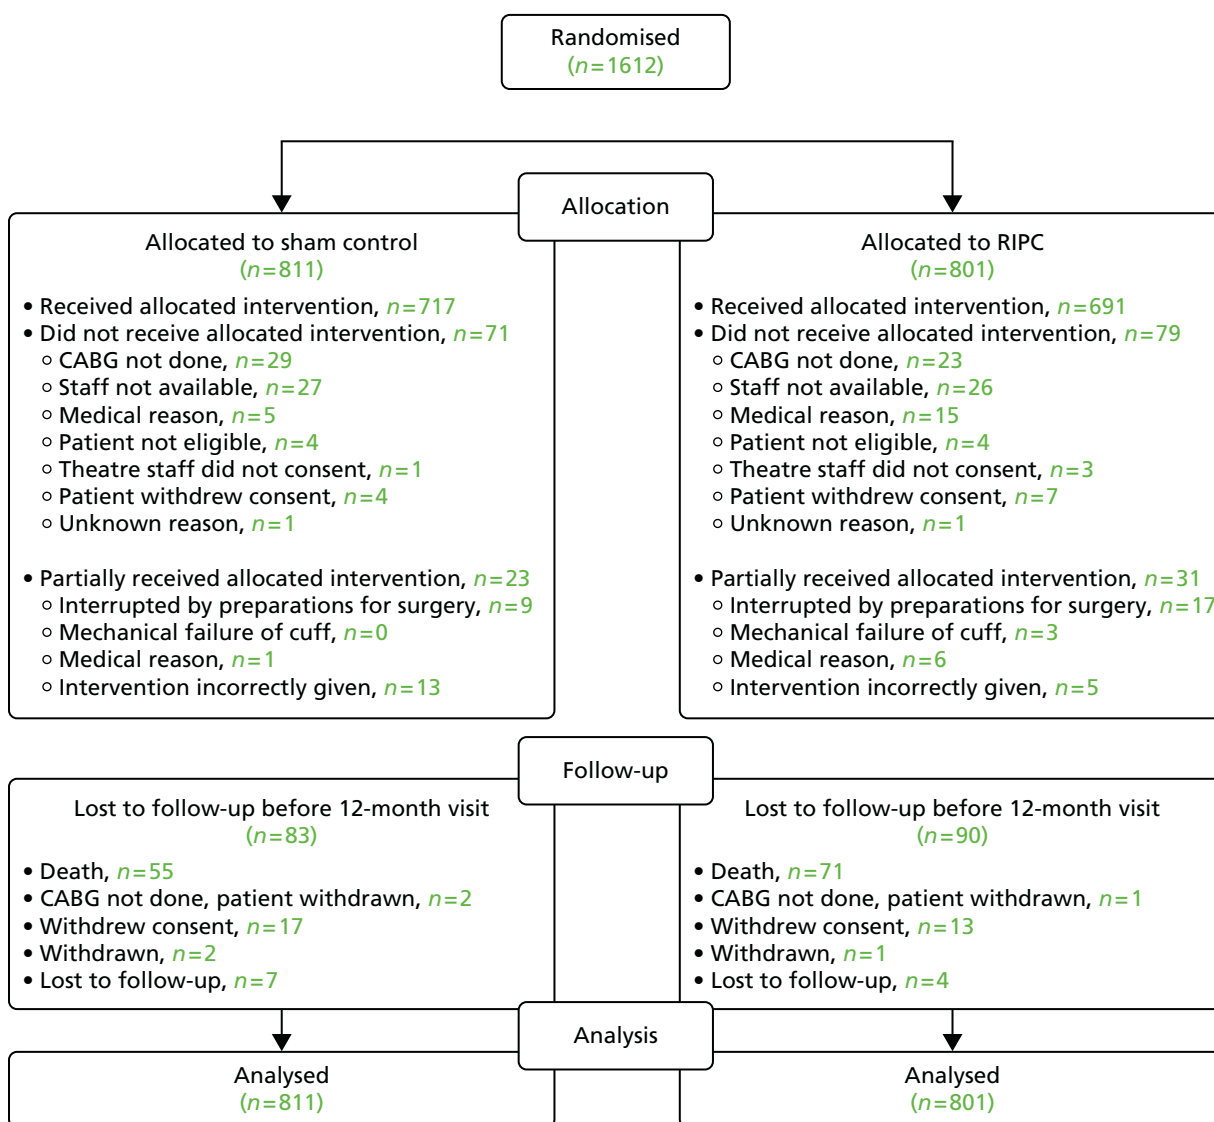 Randomised
(n=1612)
Allocation
Allocated to sham control
(n=811)
• Received allocated intervention, n=717
• Did not receive allocated intervention, n=71
○ CABG not done, n=29
○ Staff not available, n=27
○ Medical reason, n=5
○ Patient not eligible, n=4
○ Theatre staff did not consent, n=1
○ Patient withdrew consent, n=4
○ Unknown reason, n=1
• Partially received allocated intervention, n=23
○ Interrupted by preparations for surgery, n=9
○ Mechanical failure of cuff, n=0
○ Medical reason, n=1
○ Intervention incorrectly given, n=13
Allocated to RIPC
(n=801)
• Received allocated intervention, n=691
• Did not receive allocated intervention, n=79
○ CABG not done, n=23
○ Staff not available, n=26
○ Medical reason, n=15
○ Patient not eligible, n=4
○ Theatre staff did not consent, n=3
○ Patient withdrew consent, n=7
○ Unknown reason, n=1
• Partially received allocated intervention, n=31
○ Interrupted by preparations for surgery, n=17
○ Mechanical failure of cuff, n=3
○ Medical reason, n=6
○ Intervention incorrectly given, n=5
Follow-up
Lost to follow-up before 12-month visit
(n=83)
• Death, n=55
• CABG not done, patient withdrawn, n=2
• Withdrew consent, n=17
• Withdrawn, n=2
• Lost to follow-up, n=7
Lost to follow-up before 12-month visit
(n=90)
• Death, n=71
• CABG not done, patient withdrawn, n=1
• Withdrew consent, n=13
• Withdrawn, n=1
• Lost to follow-up, n=4
Analysis
Analysed
(n=811)
Analysed
(n=801)